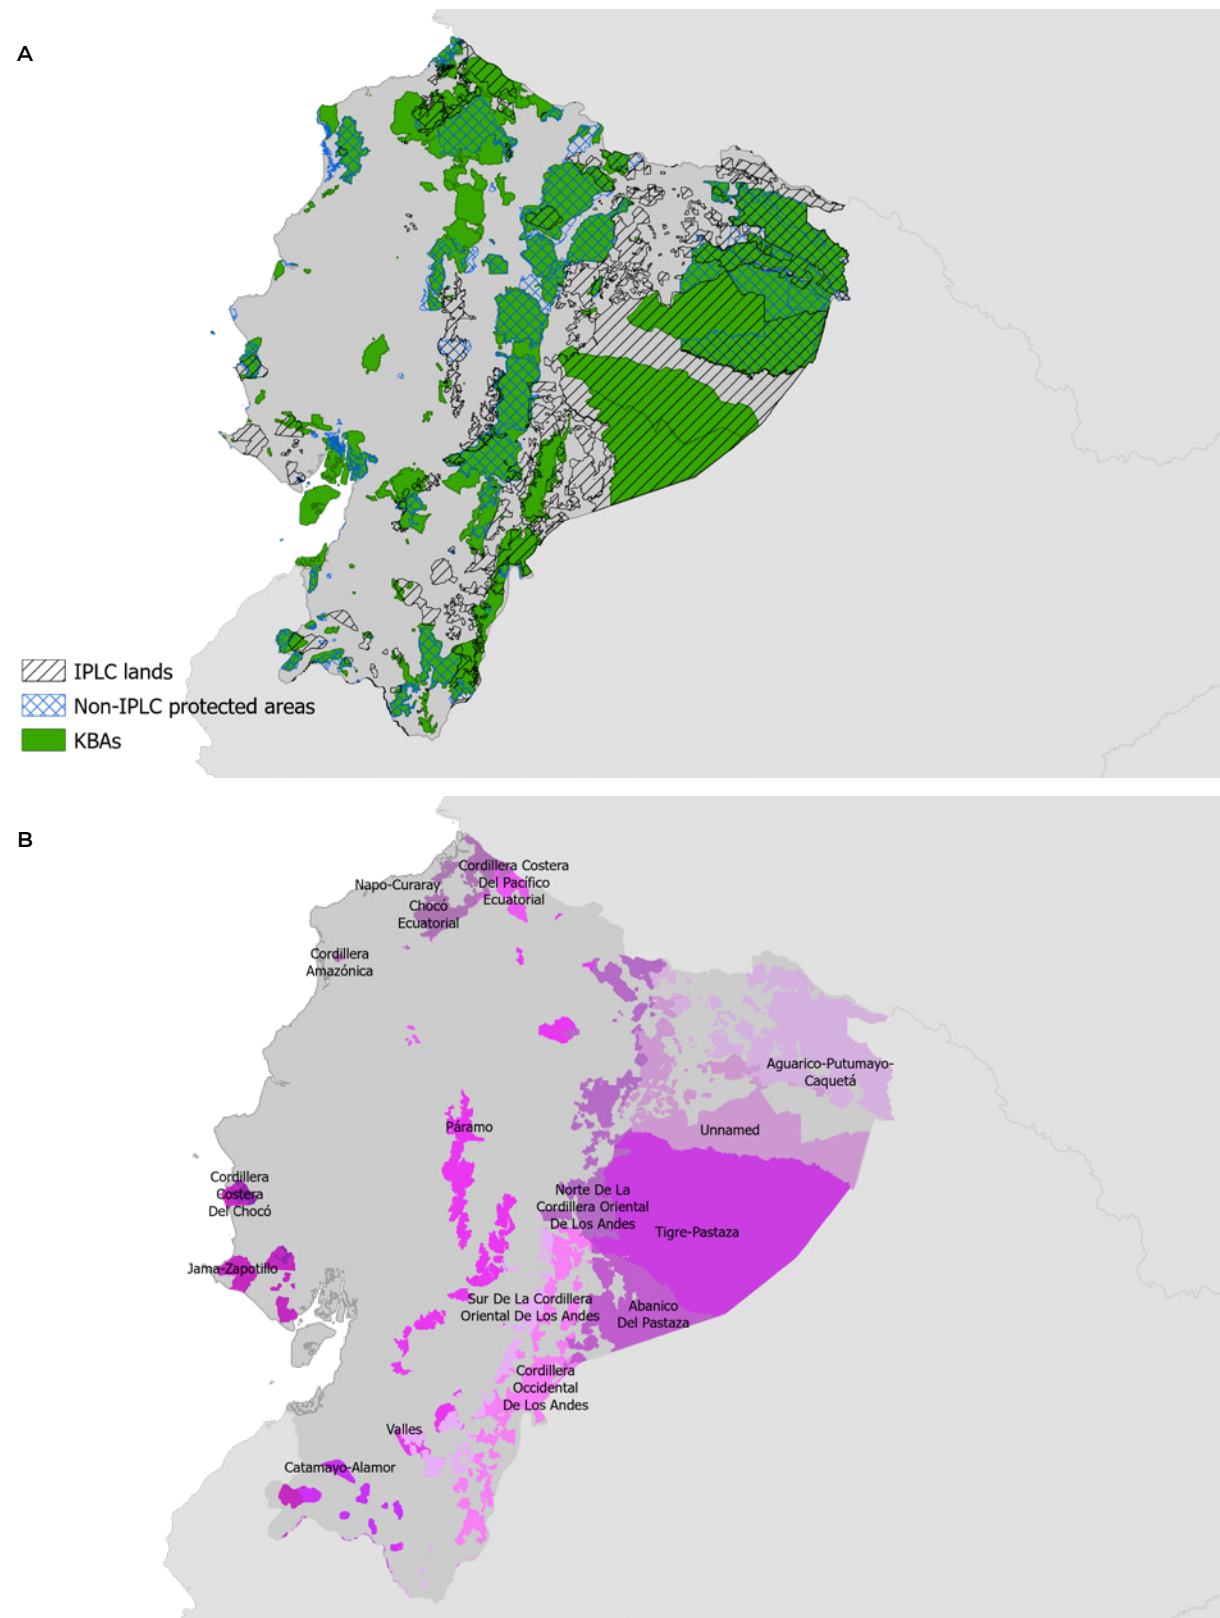 A
IPLC lands
Non-IPLC protected areas
KBAs
B
Cordillera Costera
Del Pacífico
Ecuatorial
Napo-Curaray
Chocó
Ecuatorial
Cordillera
Amazónica
Aguarico-Putumayo-
Caquetá
Páramo
Unnamed
Cordillera
Costera
Del Chocó
Norte De La
Cordillera Oriental
De Los Andes
Tigre-Pastaza
Jama-Zapotillo
Sur De La Cordillera
Oriental De Los Andes
Abanico
Del Pastaza
Cordillera
Occidental
De Los Andes
Valles
Catamayo-Alamor